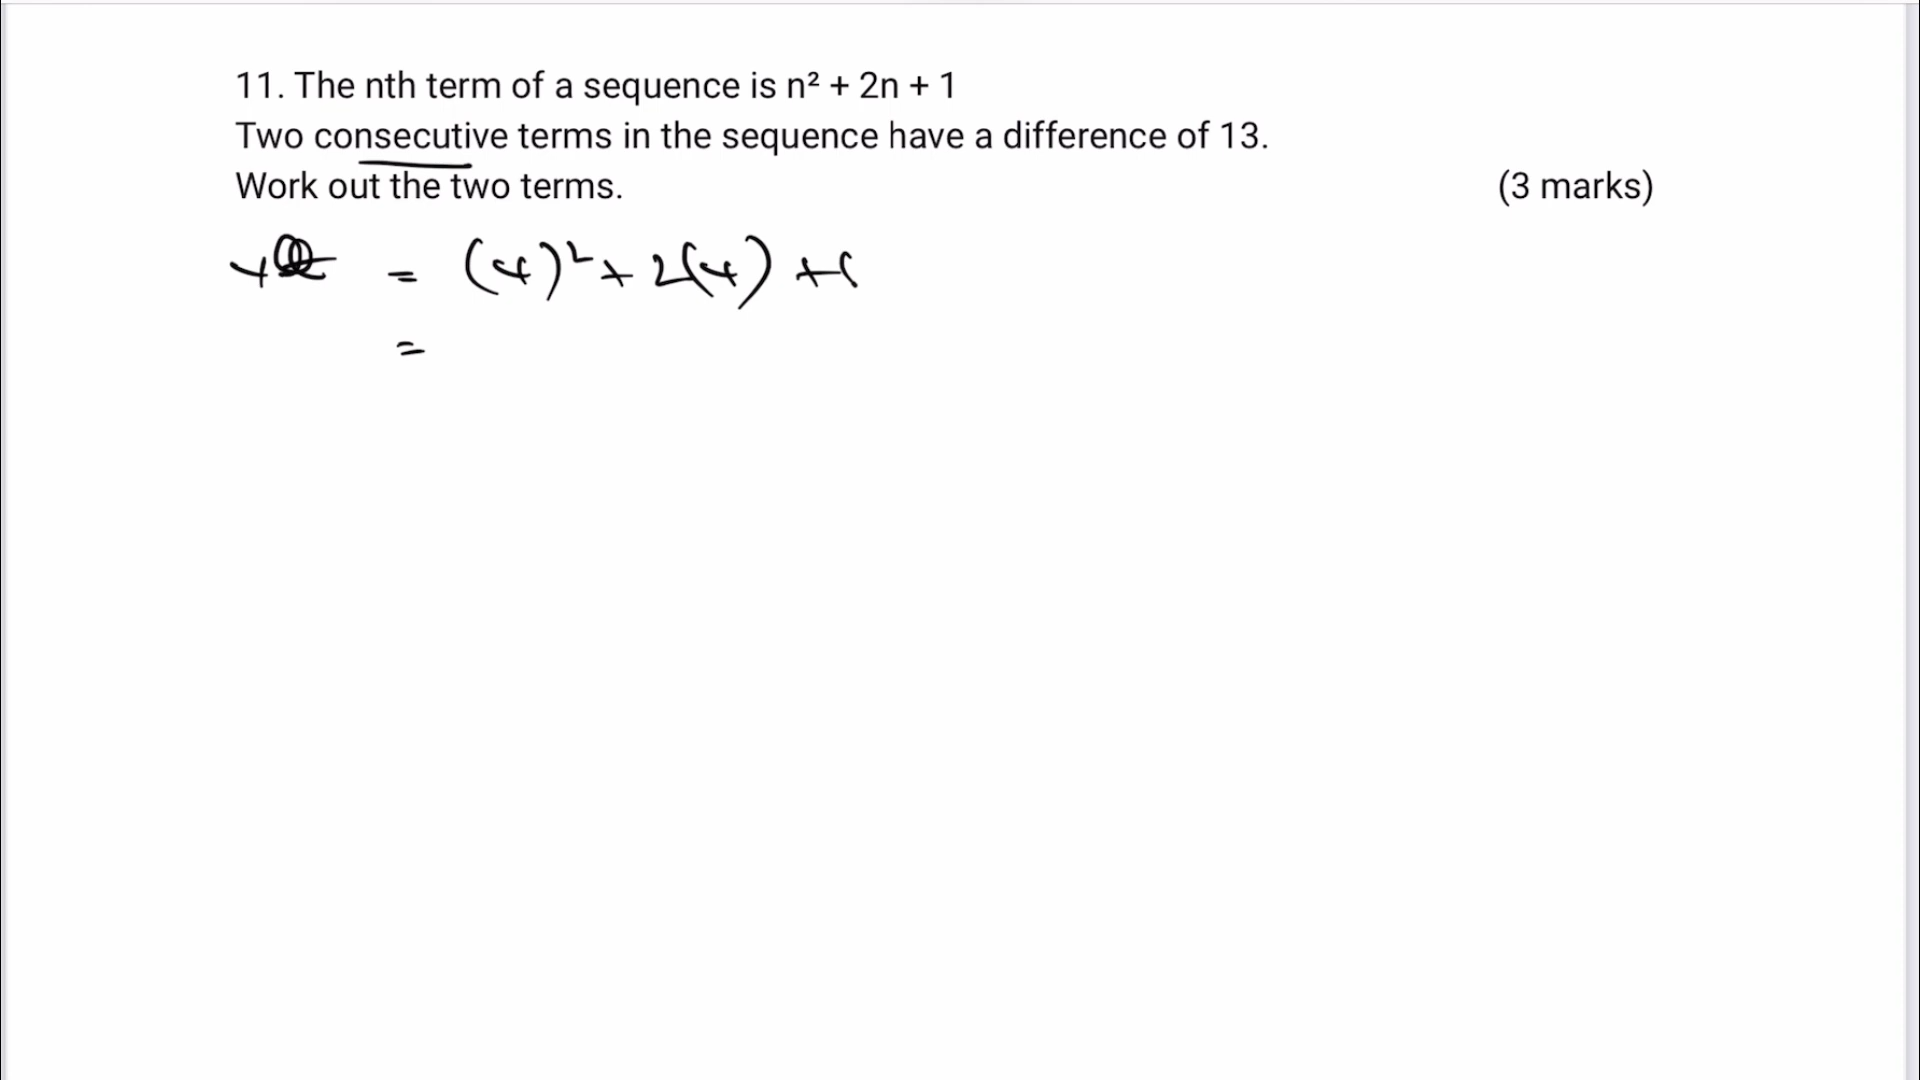 11. The nth term of a sequence is n² + 2n + 1
Two consecutive terms in the sequence have a difference of 13.
Work out the two terms.
(3 marks)
= (4)² + 2(4) + 1
=